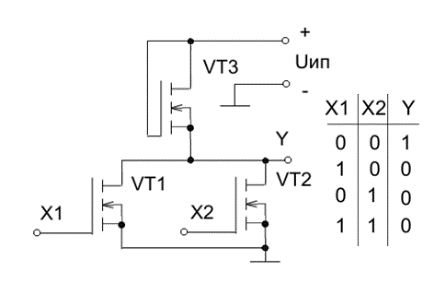 +
VT3
Uип
-
X1 X2 Y
0 0 1
1 0 0
0 1 0
1 1 0
Y
VT1
VT2
X1
X2